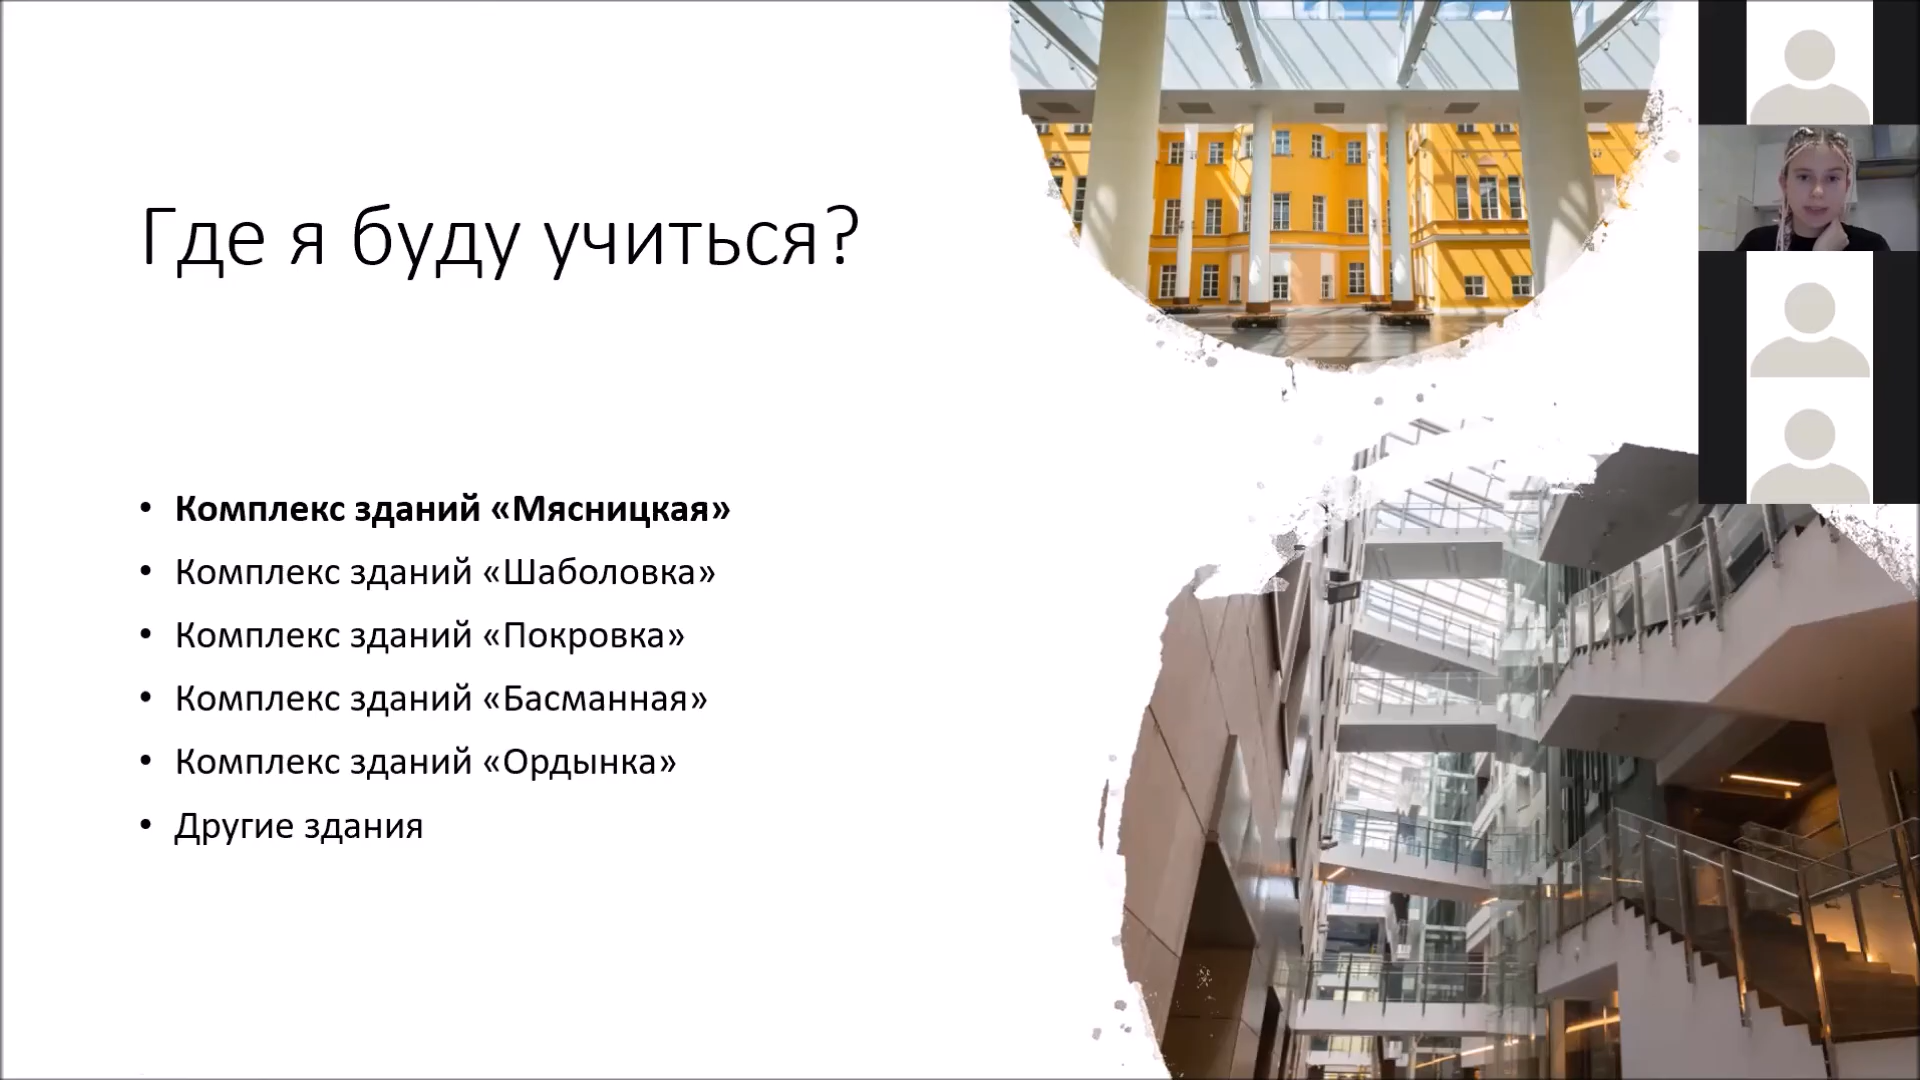 Где я буду учиться?
• Комплекс зданий «Мясницкая»
• Комплекс зданий «Шаболовка»
• Комплекс зданий «Покровка»
• Комплекс зданий «Басманная»
• Комплекс зданий «Ордынка»
• Другие здания